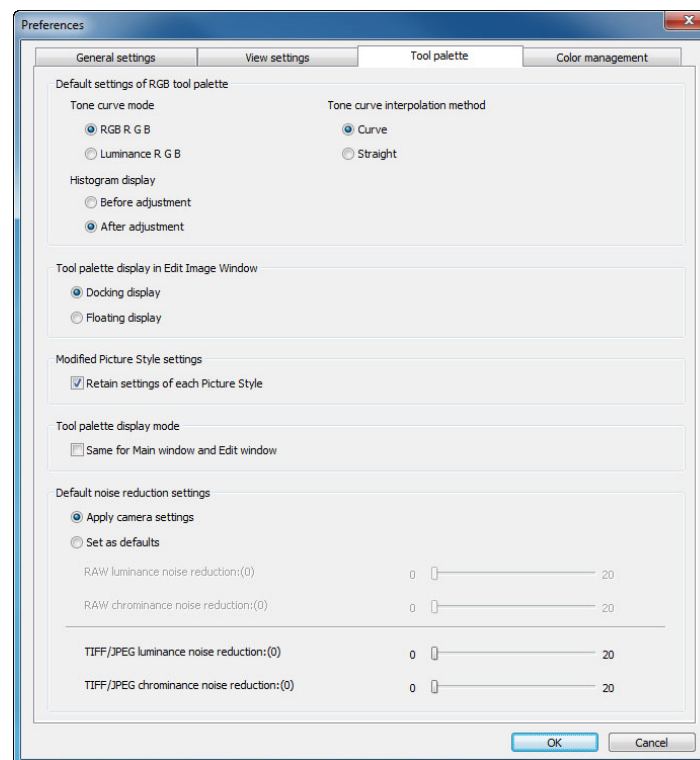 Preferences
General settings
View settings
Tool palette
Color management
Default settings of RGB tool palette
Tone curve mode
Tone curve interpolation method
RGB R G B
Curve
Luminance R G B
Straight
Histogram display
Before adjustment
After adjustment
Tool palette display in Edit Image Window
Docking display
Floating display
Modified Picture Style settings
Retain settings of each Picture Style
Tool palette display mode
Same for Main window and Edit window
Default noise reduction settings
Apply camera settings
Set as defaults
RAW luminance noise reduction:(0) 0 20
RAW chrominance noise reduction:(0) 0 20
TIFF/JPEG luminance noise reduction:(0) 0 20
TIFF/JPEG chrominance noise reduction:(0) 0 20
OK
Cancel